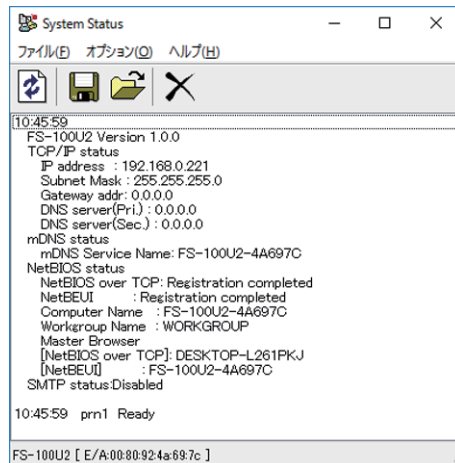 System Status
ファイル(F) オプション(O) ヘルプ(H)
10:45:59
FS-100U2 Version 1.0.0
TCP/IP status
IP address : 192.168.0.221
Subnet Mask : 255.255.255.0
Gateway addr: 0.0.0.0
DNS server(Pri.) : 0.0.0.0
DNS server(Sec.) : 0.0.0.0
mDNS status
mDNS Service Name: FS-100U2-4A697C
NetBIOS status
NetBIOS over TCP: Registration completed
NetBEUI : Registration completed
Computer Name : FS-100U2-4A697C
Workgroup Name : WORKGROUP
Master Browser
[NetBIOS over TCP]: DESKTOP-L261PKJ
[NetBEUI] : FS-100U2-4A697C
SMTP status:Disabled
10:45:59 prn1 Ready
FS-100U2 [ E/A:00:80:92:4a:69:7c ]